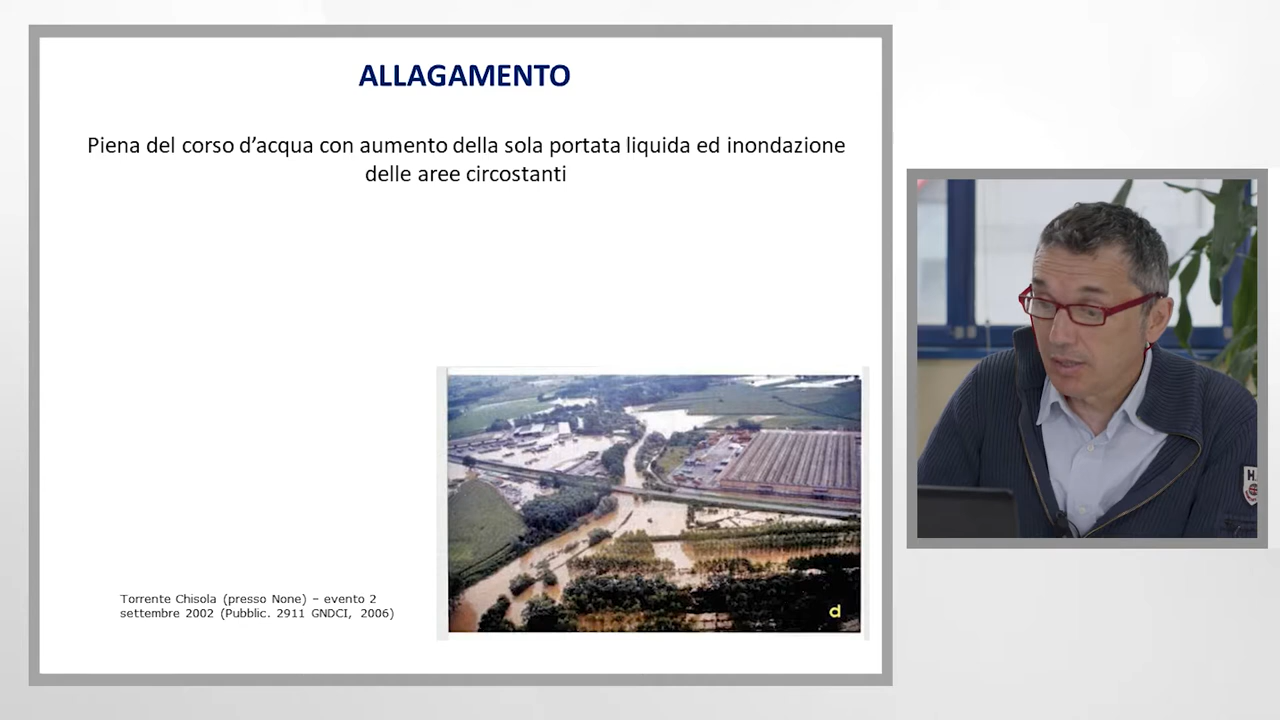 ALLAGAMENTO
Piena del corso d'acqua con aumento della sola portata liquida ed inondazione
delle aree circostanti
Torrente Chisola (presso None) – evento 2
settembre 2002 (Pubblic. 2911 GNDCI, 2006)
d